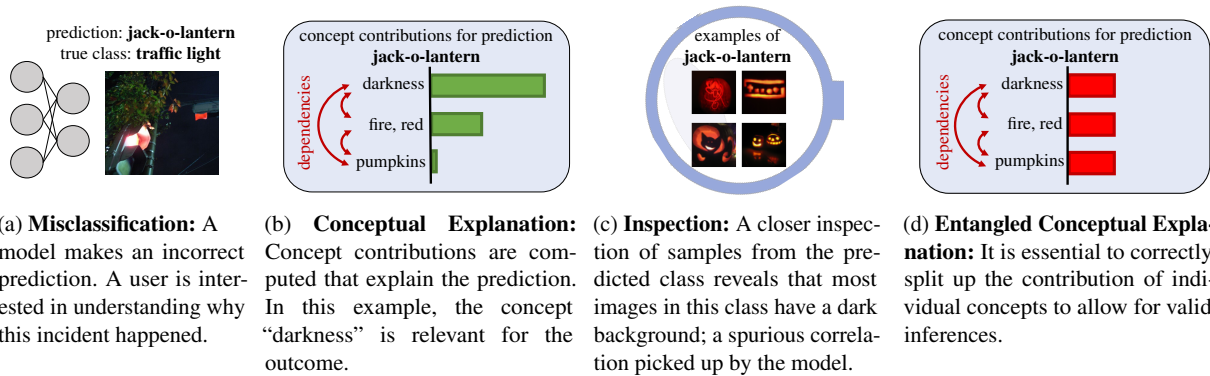 prediction: jack-o-lantern
true class: traffic light
concept contributions for prediction
jack-o-lantern
dependencies
darkness
fire, red
pumpkins
examples of
jack-o-lantern
concept contributions for prediction
jack-o-lantern
dependencies
darkness
fire, red
pumpkins
(a) Misclassification: A
model makes an incorrect
prediction. A user is inter-
ested in understanding why
this incident happened.
(b) Conceptual Explanation:
Concept contributions are com-
puted that explain the prediction.
In this example, the concept
“darkness” is relevant for the
outcome.
(c) Inspection: A closer inspec-
tion of samples from the pre-
dicted class reveals that most
images in this class have a dark
background; a spurious correla-
tion picked up by the model.
(d) Entangled Conceptual Expla-
nation: It is essential to correctly
split up the contribution of indi-
vidual concepts to allow for valid
inferences.